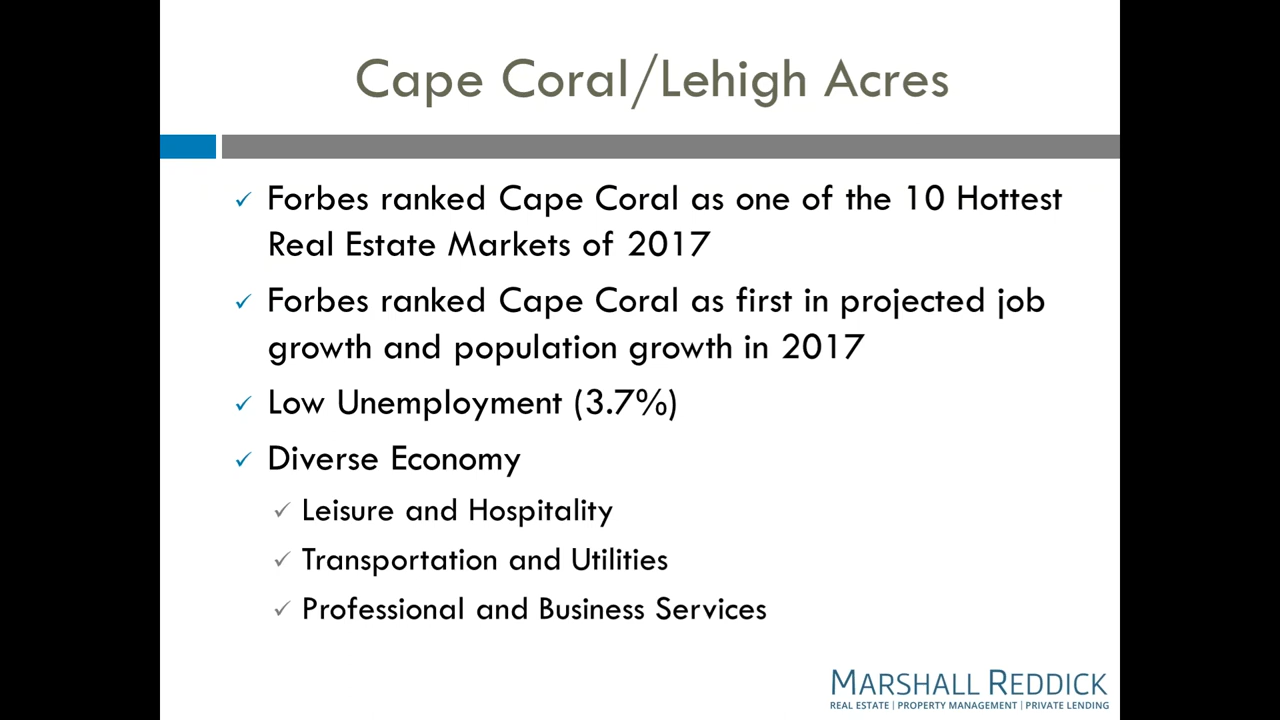 Cape Coral/Lehigh Acres
✓ Forbes ranked Cape Coral as one of the 10 Hottest
Real Estate Markets of 2017
✓ Forbes ranked Cape Coral as first in projected job
growth and population growth in 2017
✓ Low Unemployment (3.7%)
✓ Diverse Economy
✓ Leisure and Hospitality
✓ Transportation and Utilities
✓ Professional and Business Services
MARSHALL REDDICK
REAL ESTATE | PROPERTY MANAGEMENT | PRIVATE LENDING